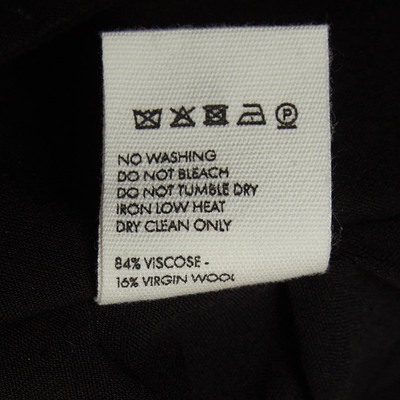 P
NO WASHING
DO NOT BLEACH
DO NOT TUMBLE DRY
IRON LOW HEAT
DRY CLEAN ONLY
84% VISCOSE -
16% VIRGIN WOOL